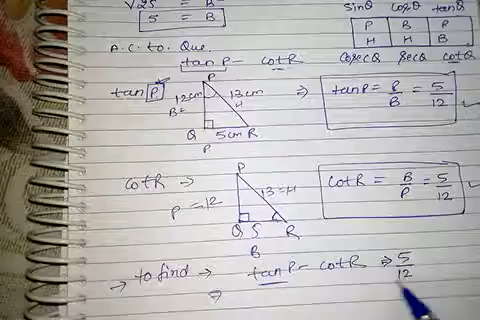 √25 = B
5 = B
sinθ cosθ tanθ
P B P
H H B
cosecθ secθ cotθ
A.C. to. Que.
tan P - cot R
tan P
P
12cm 13cm
B= H
Q 5cm R
P
⇒ tan P = P/B = 5/12
cot R →
P
P = 12 13 = H
Q 5 R
B
cot R = B/P = 5/12
→ to find → tan P - cot R ⇒ 5/12
⇒